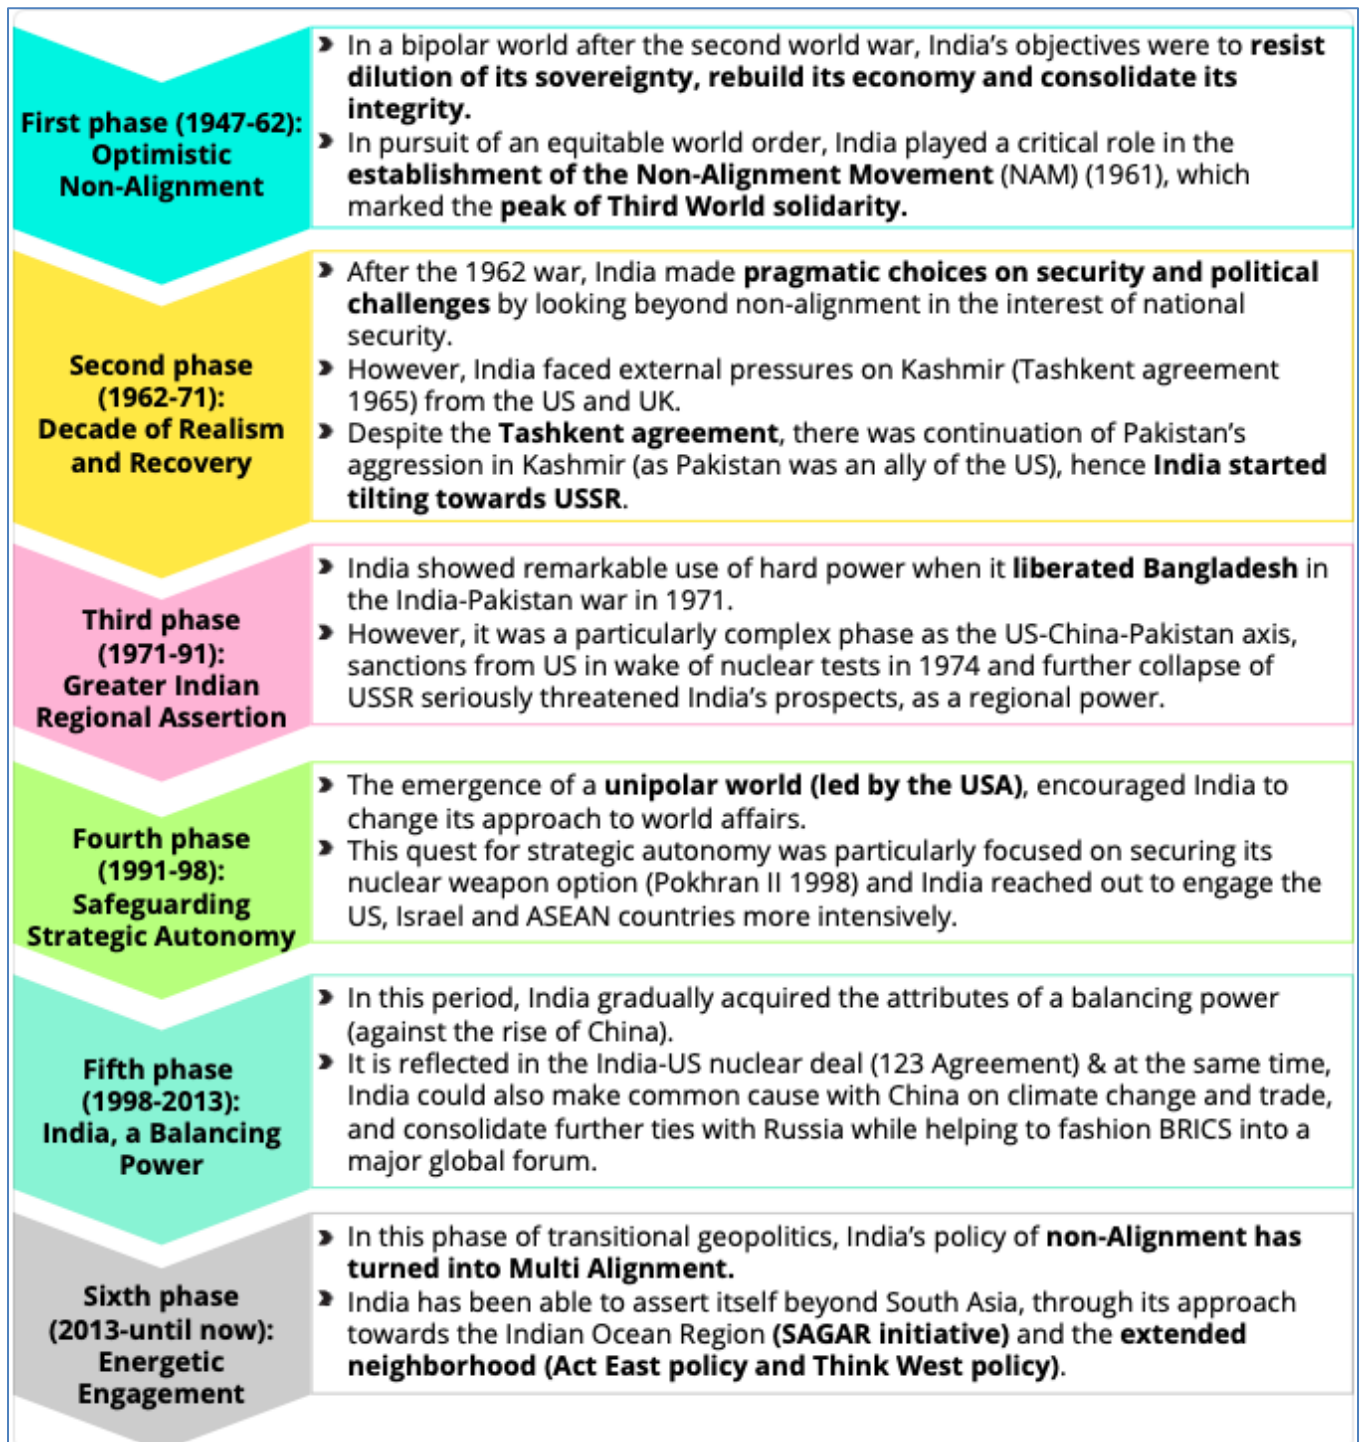 First phase (1947-62):
Optimistic
Non-Alignment
In a bipolar world after the second world war, India’s objectives were to resist
dilution of its sovereignty, rebuild its economy and consolidate its
integrity.
In pursuit of an equitable world order, India played a critical role in the
establishment of the Non-Alignment Movement (NAM) (1961), which
marked the peak of Third World solidarity.
Second phase
(1962-71):
Decade of Realism
and Recovery
After the 1962 war, India made pragmatic choices on security and political
challenges by looking beyond non-alignment in the interest of national
security.
However, India faced external pressures on Kashmir (Tashkent agreement
1965) from the US and UK.
Despite the Tashkent agreement, there was continuation of Pakistan’s
aggression in Kashmir (as Pakistan was an ally of the US), hence India started
tilting towards USSR.
Third phase
(1971-91):
Greater Indian
Regional Assertion
India showed remarkable use of hard power when it liberated Bangladesh in
the India-Pakistan war in 1971.
However, it was a particularly complex phase as the US-China-Pakistan axis,
sanctions from US in wake of nuclear tests in 1974 and further collapse of
USSR seriously threatened India’s prospects, as a regional power.
Fourth phase
(1991-98):
Safeguarding
Strategic Autonomy
The emergence of a unipolar world (led by the USA), encouraged India to
change its approach to world affairs.
This quest for strategic autonomy was particularly focused on securing its
nuclear weapon option (Pokhran II 1998) and India reached out to engage the
US, Israel and ASEAN countries more intensively.
Fifth phase
(1998-2013):
India, a Balancing
Power
In this period, India gradually acquired the attributes of a balancing power
(against the rise of China).
It is reflected in the India-US nuclear deal (123 Agreement) & at the same time,
India could also make common cause with China on climate change and trade,
and consolidate further ties with Russia while helping to fashion BRICS into a
major global forum.
Sixth phase
(2013-until now):
Energetic
Engagement
In this phase of transitional geopolitics, India’s policy of non-Alignment has
turned into Multi Alignment.
India has been able to assert itself beyond South Asia, through its approach
towards the Indian Ocean Region (SAGAR initiative) and the extended
neighborhood (Act East policy and Think West policy).